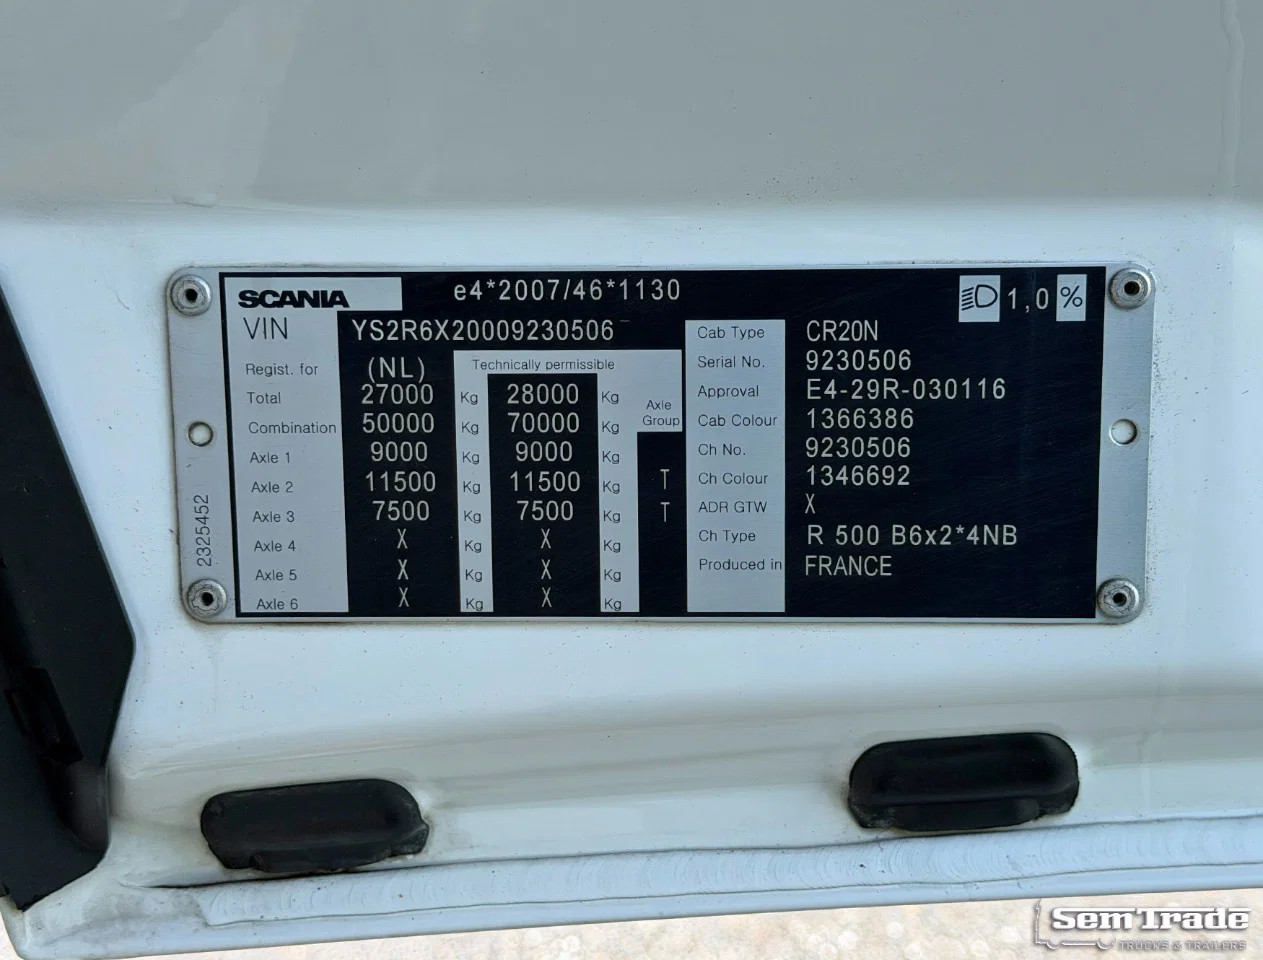 SCANIA e4*2007/46*1130 1,0 %
VIN YS2R6X20009230506
Regist. for (NL) Technically permissible
Total 27000 Kg 28000 Kg Axle Group
Combination 50000 Kg 70000 Kg
Axle 1 9000 Kg 9000 Kg
Axle 2 11500 Kg 11500 Kg T
Axle 3 7500 Kg 7500 Kg T
Axle 4 X Kg X Kg
Axle 5 X Kg X Kg
Axle 6 X Kg X Kg
Cab Type CR20N
Serial No. 9230506
Approval E4-29R-030116
Cab Colour 1366386
Ch No. 9230506
Ch Colour 1346692
ADR GTW X
Ch Type R 500 B6x2*4NB
Produced in FRANCE
2325452
SemTrade
TRUCKS & TRAILERS